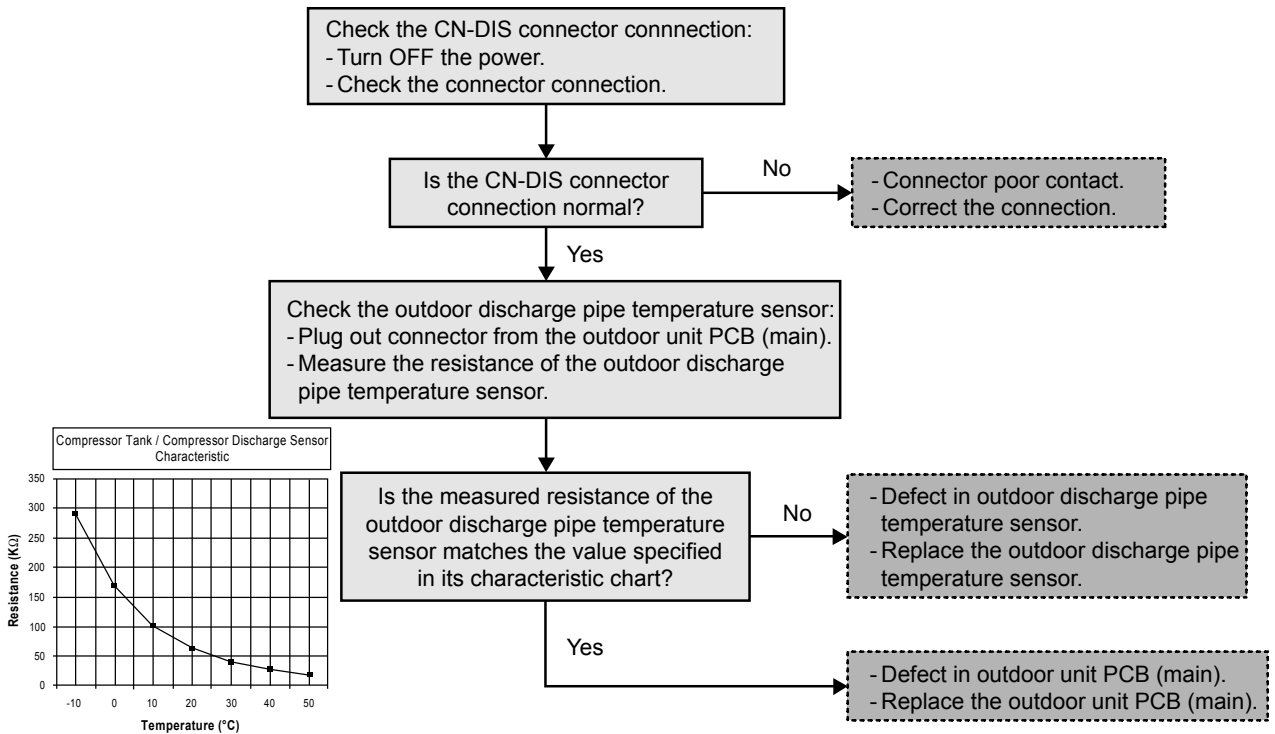 Check the CN-DIS connector connnection:
- Turn OFF the power.
- Check the connector connection.
Is the CN-DIS connector
connection normal?
No
- Connector poor contact.
- Correct the connection.
Yes
Check the outdoor discharge pipe temperature sensor:
- Plug out connector from the outdoor unit PCB (main).
- Measure the resistance of the outdoor discharge
pipe temperature sensor.
Compressor Tank / Compressor Discharge Sensor
Characteristic
350
300
250
200
150
100
50
0
Resistance (KΩ)
-10 0 10 20 30 40 50
Temperature (°C)
Is the measured resistance of the
outdoor discharge pipe temperature
sensor matches the value specified
in its characteristic chart?
No
- Defect in outdoor discharge pipe
temperature sensor.
- Replace the outdoor discharge pipe
temperature sensor.
Yes
- Defect in outdoor unit PCB (main).
- Replace the outdoor unit PCB (main).